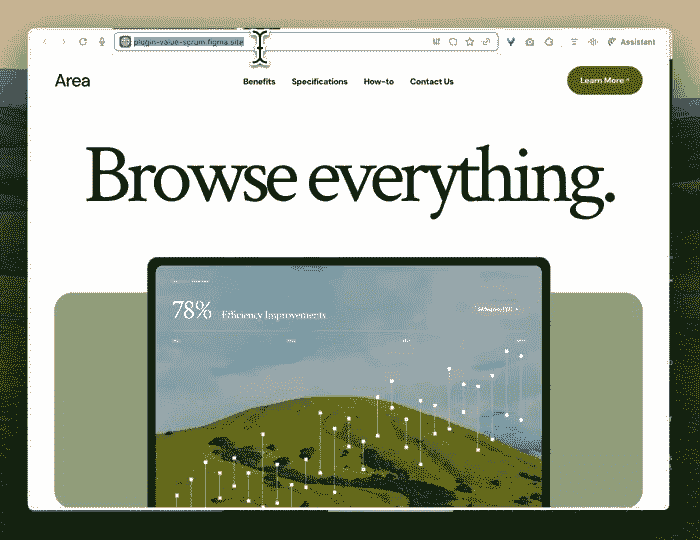 plugin-value-sprum.figma.site
Assistant
Area
Benefits
Specifications
How-to
Contact Us
Learn More
Browse everything.
78%
Efficiency Improvements